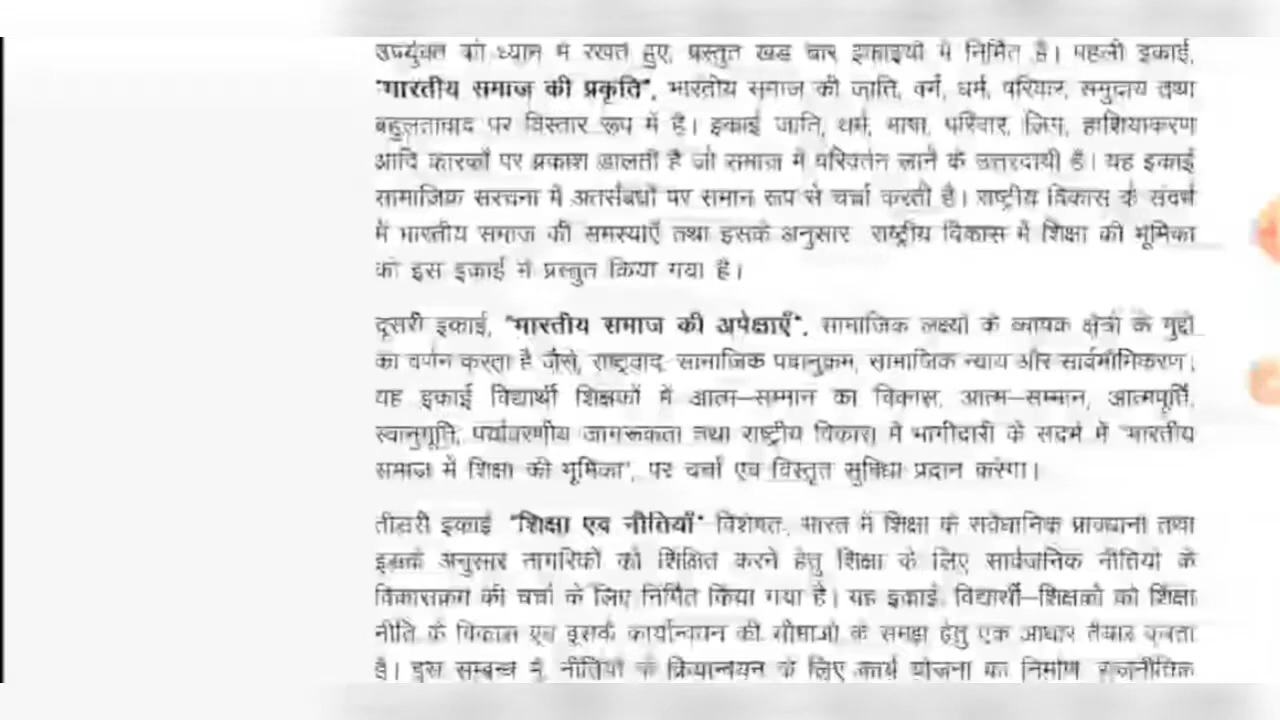 उपर्युक्त को ध्यान में रखते हुए, प्रस्तुत खंड चार इकाइयों में निर्मित है। पहली इकाई,
"भारतीय समाज की प्रकृति", भारतीय समाज की जाति, वर्ग, धर्म, परिवार, समुदाय तथा
बहुलतावाद पर विस्तार रूप में है। इकाई जाति, धर्म, भाषा, परिवार, लिंग, हाशियाकरण
आदि कारकों पर प्रकाश डालती है जो समाज में परिवर्तन लाने के उत्तरदायी है। यह इकाई
सामाजिक संरचना में अंतर्संबंधों पर समान रूप से चर्चा करती है। राष्ट्रीय विकास के संदर्भ
में भारतीय समाज की समस्याएँ तथा इसके अनुसार राष्ट्रीय विकास में शिक्षा की भूमिका
को इस इकाई में प्रस्तुत किया गया है।
दूसरी इकाई, "भारतीय समाज की अपेक्षाएँ", सामाजिक लक्ष्यों के व्यापक क्षेत्रों के मुद्दों
का वर्णन करता है जैसे, राष्ट्रवाद सामाजिक पदानुक्रम, सामाजिक न्याय और सार्वभौमिकरण।
यह इकाई विद्यार्थी शिक्षकों में आत्म–सम्मान का विकास, आत्म–सम्मान, आत्मपूर्ति,
स्वानुभूति, पर्यावरणीय जागरूकता तथा राष्ट्रीय विकास में भागीदारी के संदर्भ में "भारतीय
समाज में शिक्षा की भूमिका", पर चर्चा एवं विस्तृत सुविधा प्रदान करेगा।
तीसरी इकाई "शिक्षा एवं नीतियाँ" विशेषत, भारत में शिक्षा के संवैधानिक प्रावधानों तथा
इसके अनुसार नागरिकों को शिक्षित करने हेतु शिक्षा के लिए सार्वजनिक नीतियों के
विकासक्रम की चर्चा के लिए निर्मित किया गया है। यह इकाई, विद्यार्थी–शिक्षकों को शिक्षा
नीति के विकास एवं कार्यान्वयन की सीमाओं के समझ हेतु एक आधार तैयार करता
है। इस सम्बन्ध में, नीतियों के क्रियान्वयन के लिए कार्य योजना का निर्माण राजनीतिक